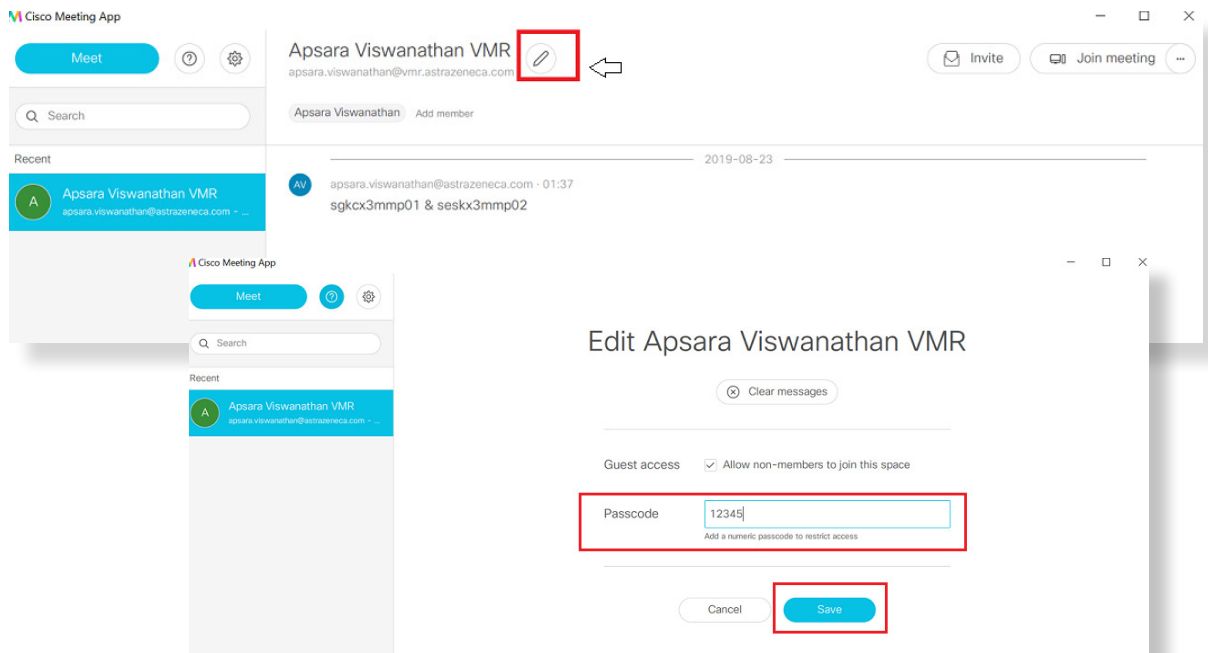 Cisco Meeting App
Meet
Apsara Viswanathan VMR
apsara.viswanathan@vmr.astrazeneca.com
Invite
Join meeting
Search
Apsara Viswanathan Add member
Recent
2019-08-23
Apsara Viswanathan VMR
apsara.viswanathan@astrazeneca.com - ...
A
AV
apsara.viswanathan@astrazeneca.com · 01:37
sgkcx3mmp01 & seskx3mmp02
Cisco Meeting App
Meet
Search
Recent
Apsara Viswanathan VMR
apsara.viswanathan@astrazeneca.com - ...
A
Edit Apsara Viswanathan VMR
Clear messages
Guest access Allow non-members to join this space
Passcode 12345
Add a numeric passcode to restrict access
Cancel Save